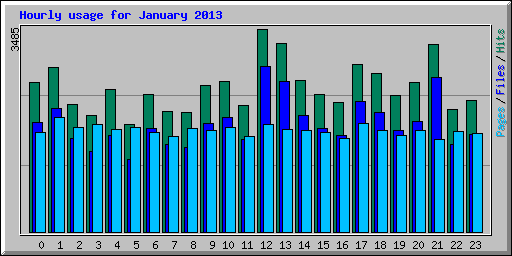 Hourly usage for January 2013
3485
Pages / Files / Hits
0 1 2 3 4 5 6 7 8 9 10 11 12 13 14 15 16 17 18 19 20 21 22 23